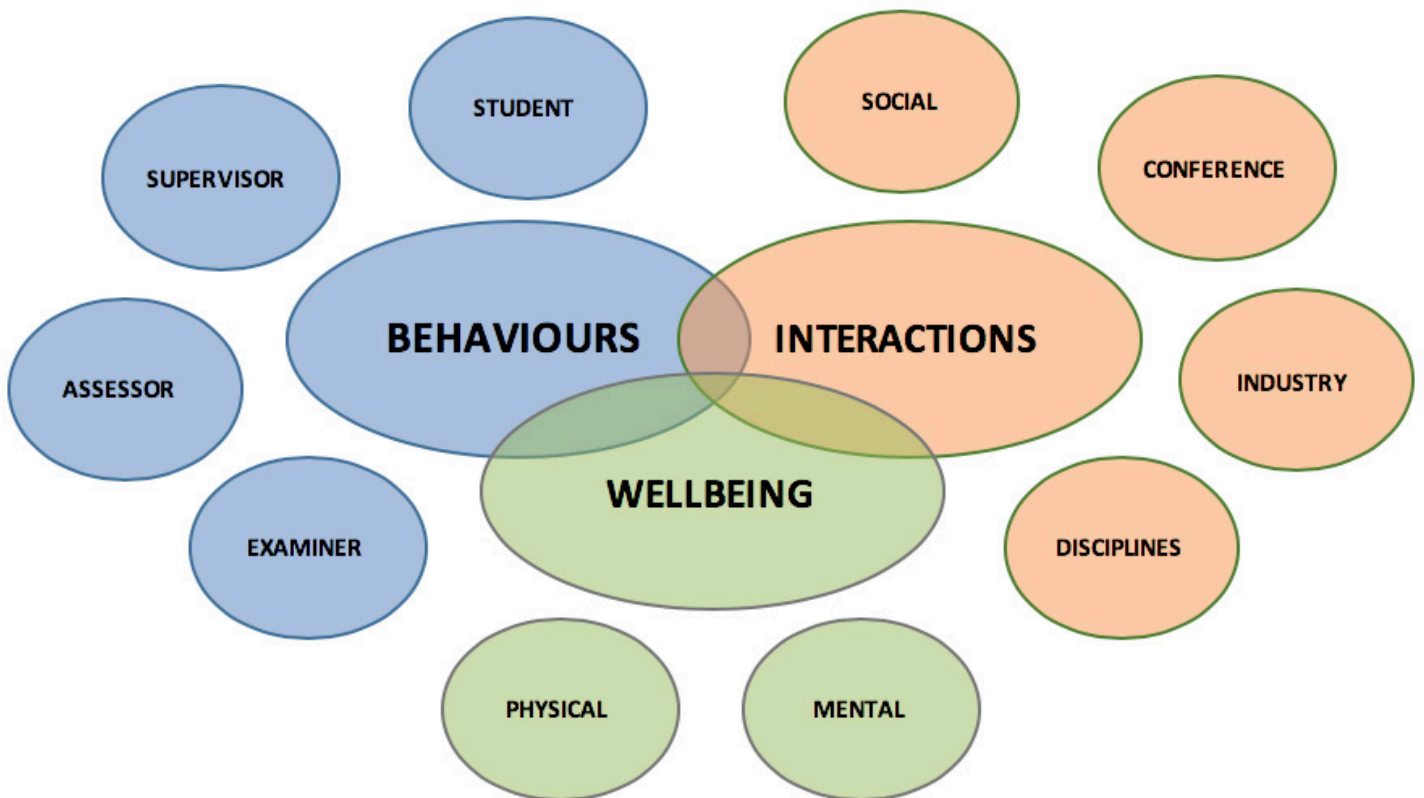 STUDENT
SOCIAL
SUPERVISOR
CONFERENCE
BEHAVIOURS
INTERACTIONS
ASSESSOR
INDUSTRY
WELLBEING
EXAMINER
DISCIPLINES
PHYSICAL
MENTAL